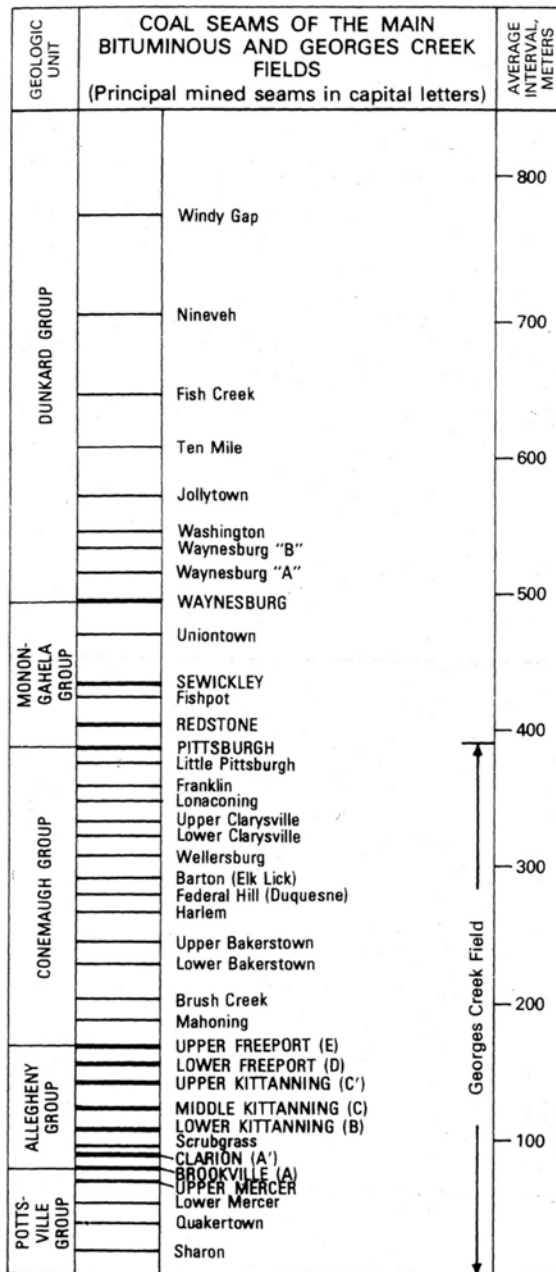 GEOLOGIC
UNIT
COAL SEAMS OF THE MAIN
BITUMINOUS AND GEORGES CREEK
FIELDS
(Principal mined seams in capital letters)
AVERAGE
INTERVAL,
METERS
DUNKARD GROUP
MONON-
GAHELA
GROUP
CONEMAUGH GROUP
ALLEGHENY
GROUP
POTTS-
VILLE
GROUP
Windy Gap
Nineveh
Fish Creek
Ten Mile
Jollytown
Washington
Waynesburg "B"
Waynesburg "A"
WAYNESBURG
Uniontown
SEWICKLEY
Fishpot
REDSTONE
PITTSBURGH
Little Pittsburgh
Franklin
Lonaconing
Upper Clarysville
Lower Clarysville
Wellersburg
Barton (Elk Lick)
Federal Hill (Duquesne)
Harlem
Upper Bakerstown
Lower Bakerstown
Brush Creek
Mahoning
UPPER FREEPORT (E)
LOWER FREEPORT (D)
UPPER KITTANNING (C')
MIDDLE KITTANNING (C)
LOWER KITTANNING (B)
Scrubgrass
CLARION (A')
BROOKVILLE (A)
UPPER MERCER
Lower Mercer
Quakertown
Sharon
800
700
600
500
400
300
200
100
Georges Creek Field